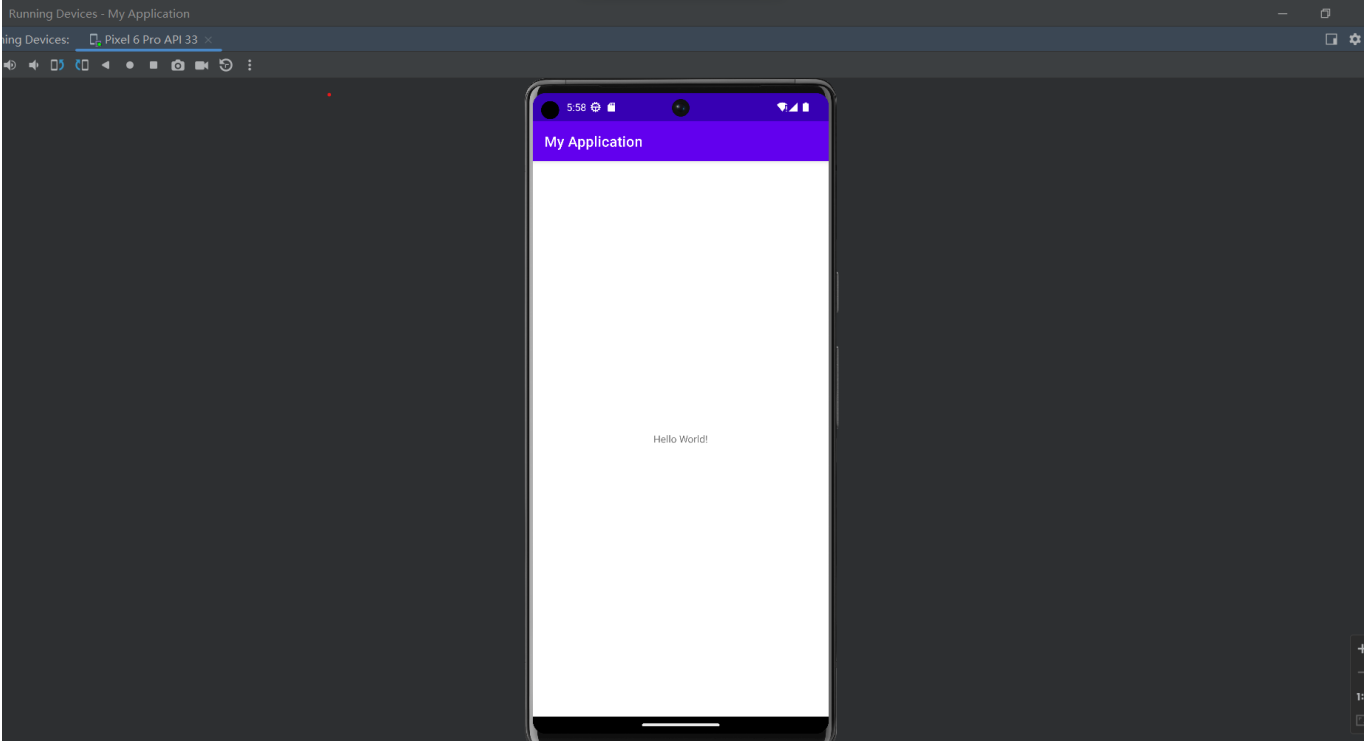 Running Devices - My Application
ning Devices: Pixel 6 Pro API 33
5:58
My Application
Hello World!